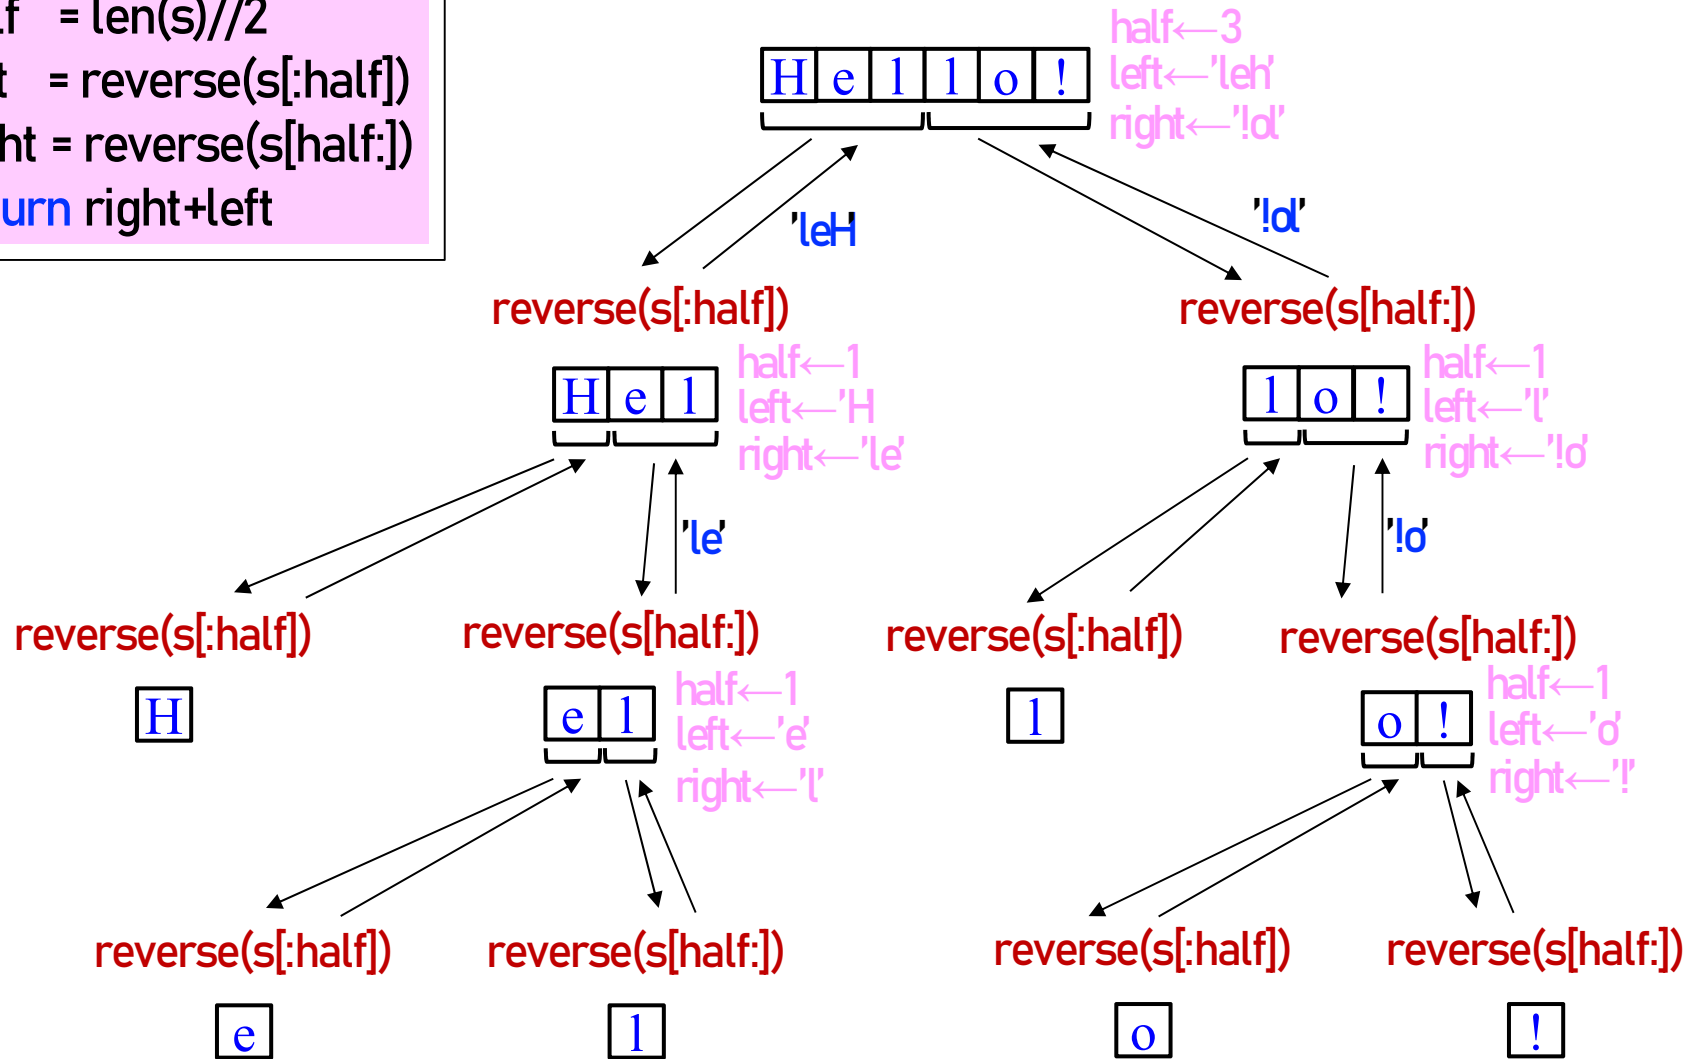 lf = len(s)//2
t = reverse(s[:half])
ht = reverse(s[half:])
urn right+left
H e l l o !
half←3
left←'leh'
right←'!ol'
'leH'
'!ol'
reverse(s[:half])
reverse(s[half:])
H e l
half←1
left←'H
right←'le'
l o !
half←1
left←'l'
right←'!o'
'le'
'!o'
reverse(s[:half])
reverse(s[half:])
reverse(s[:half])
reverse(s[half:])
H
e l
half←1
left←'e'
right←'l'
l
o !
half←1
left←'o'
right←'!'
reverse(s[:half])
reverse(s[half:])
reverse(s[:half])
reverse(s[half:])
e
l
o
!